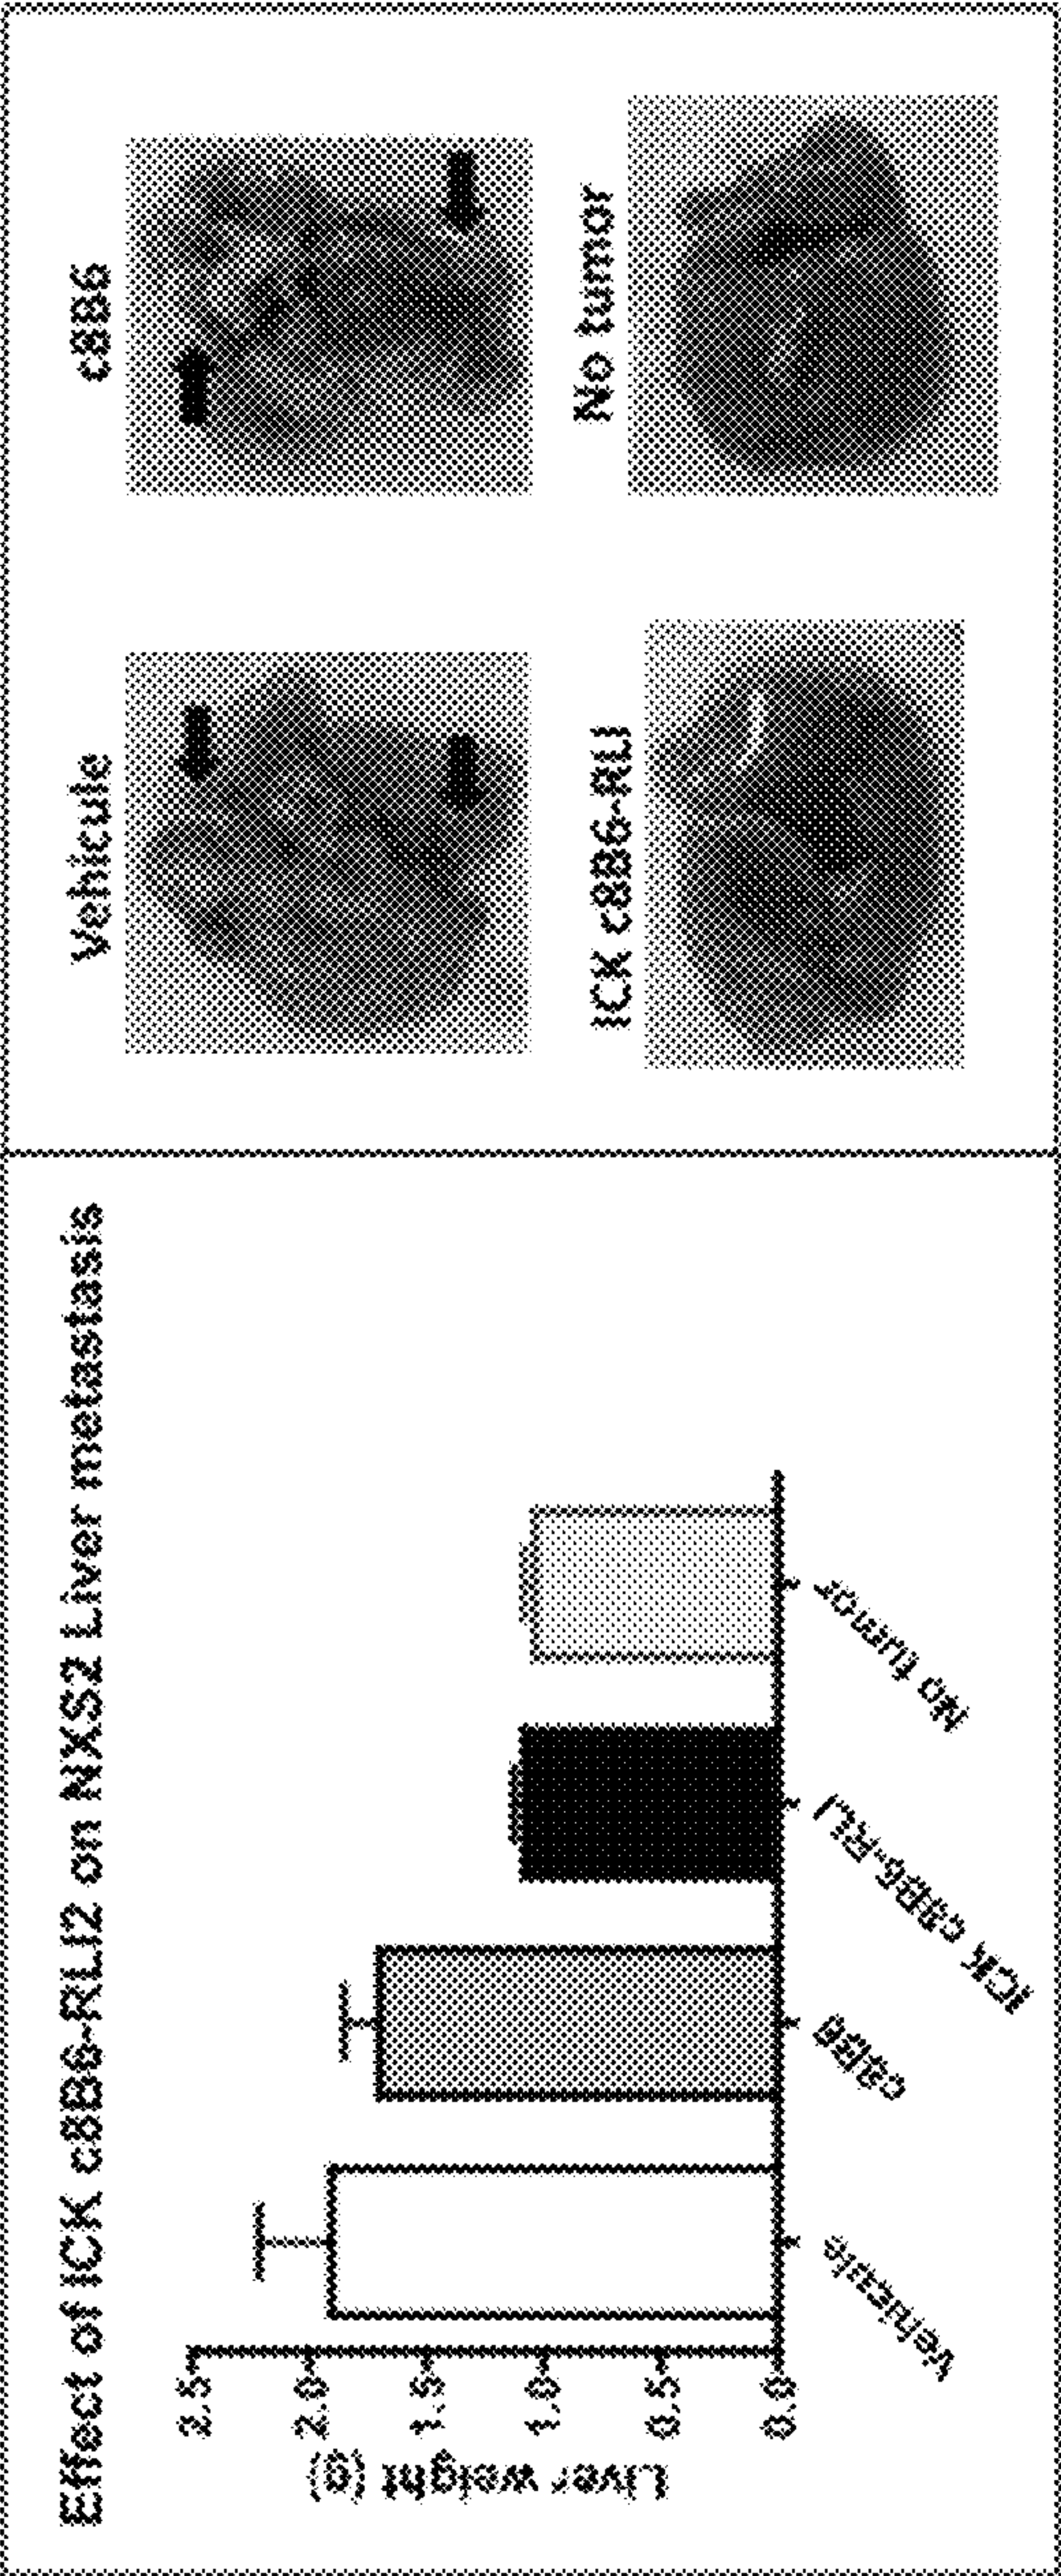 Effect of ICK c8B6-RLI2 on NXS2 Liver metastasis
Liver weight (g)
2.5
2.0
1.5
1.0
0.5
0.0
Vehicule
c8B6
ICK c8B6-RLI
No tumor
Vehicule
c8B6
ICK c8B6-RLI
No tumor